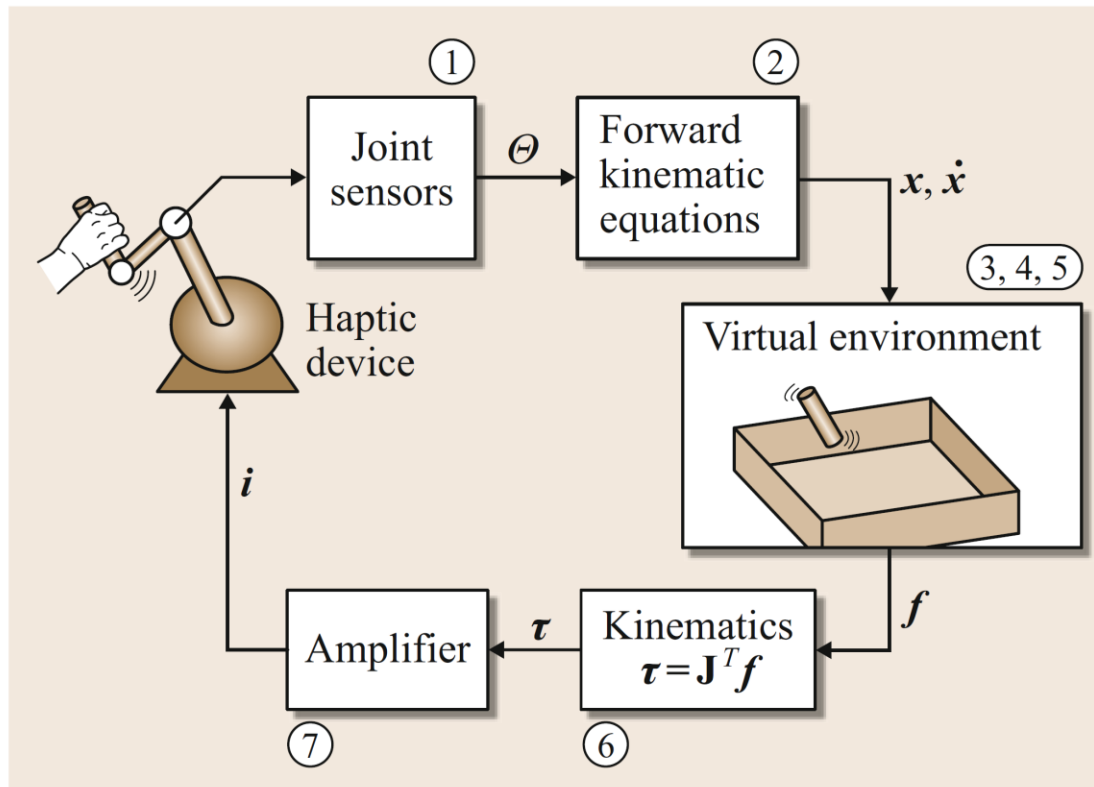 1
2
Joint
sensors
Θ
Forward
kinematic
equations
x, ẋ
3, 4, 5
Haptic
device
Virtual environment
i
f
Amplifier
τ
Kinematics
τ = J^T f
7
6